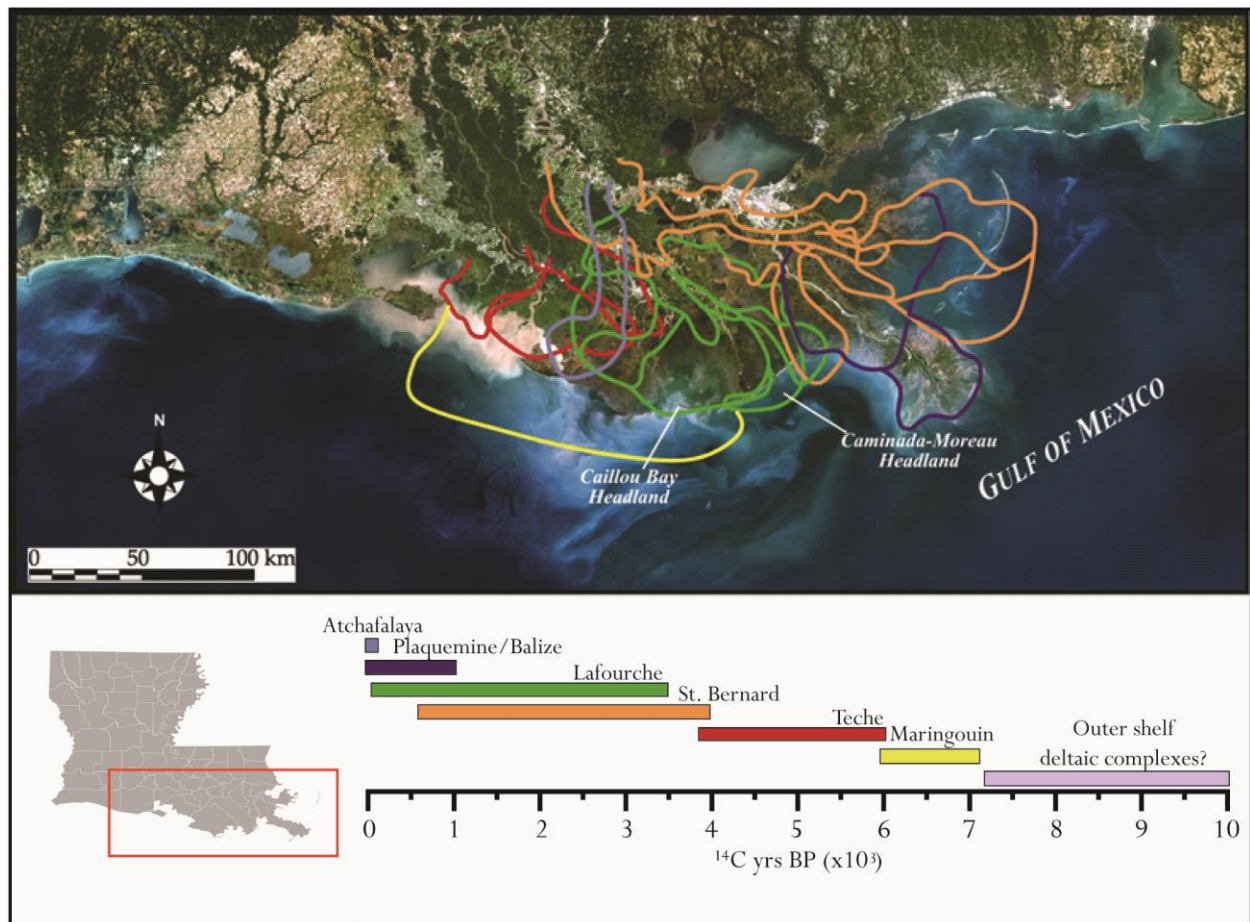 N
0 50 100 km
Caillou Bay
Headland
Caminada-Moreau
Headland
GULF OF MEXICO
Atchafalaya
Plaquemine/Balize
Lafourche
St. Bernard
Teche
Maringouin
Outer shelf
deltaic complexes?
0 1 2 3 4 5 6 7 8 9 10
¹⁴C yrs BP (x10³)